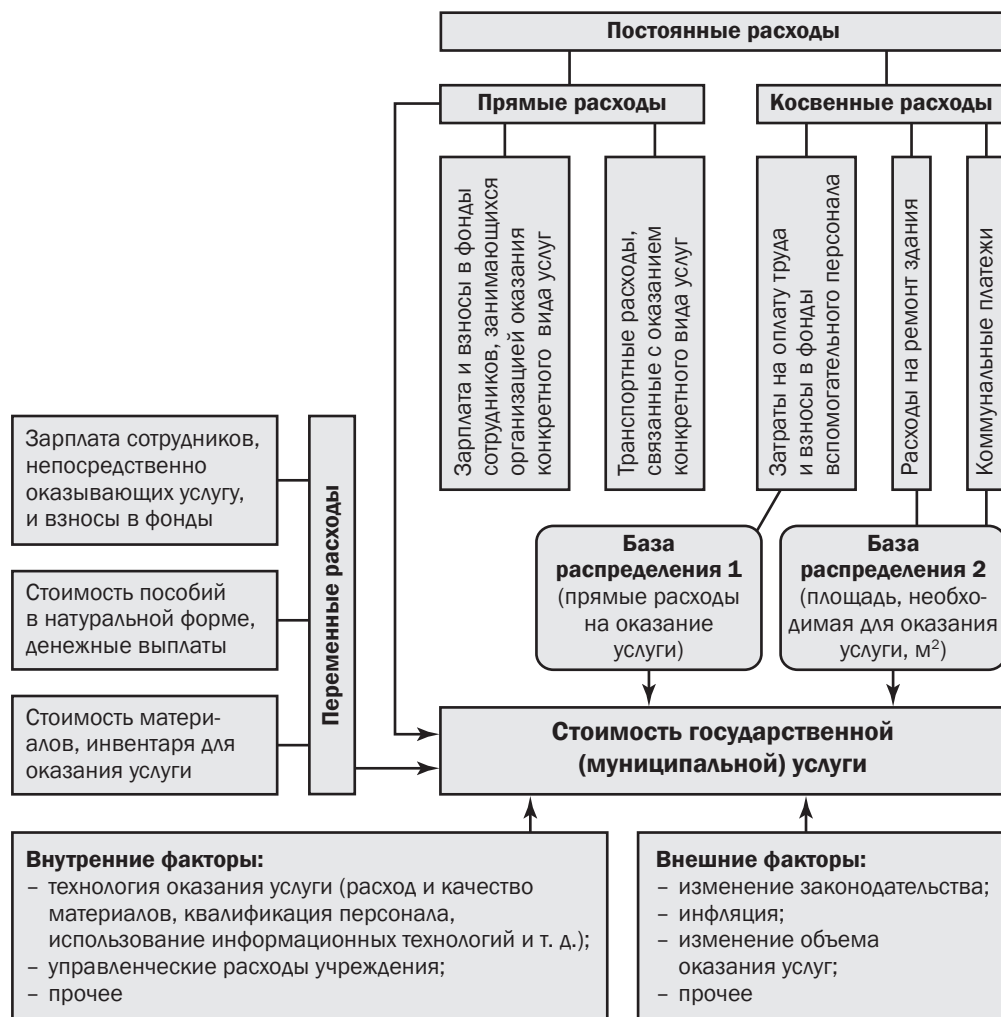 Постоянные расходы
Прямые расходы
Косвенные расходы
Зарплата и взносы в фонды
сотрудников, занимающихся
организацией оказания
конкретного вида услуг
Транспортные расходы,
связанные с оказанием
конкретного вида услуг
Затраты на оплату труда
и взносы в фонды
вспомогательного персонала
Расходы на ремонт здания
Коммунальные платежи
Зарплата сотрудников,
непосредственно
оказывающих услугу,
и взносы в фонды
Стоимость пособий
в натуральной форме,
денежные выплаты
Стоимость матери-
алов, инвентаря для
оказания услуги
Переменные расходы
База
распределения 1
(прямые расходы
на оказание
услуги)
База
распределения 2
(площадь, необхо-
димая для оказания
услуги, м²)
Стоимость государственной
(муниципальной) услуги
Внутренние факторы:
– технология оказания услуги (расход и качество
материалов, квалификация персонала,
использование информационных технологий и т. д.);
– управленческие расходы учреждения;
– прочее
Внешние факторы:
– изменение законодательства;
– инфляция;
– изменение объема
оказания услуг;
– прочее